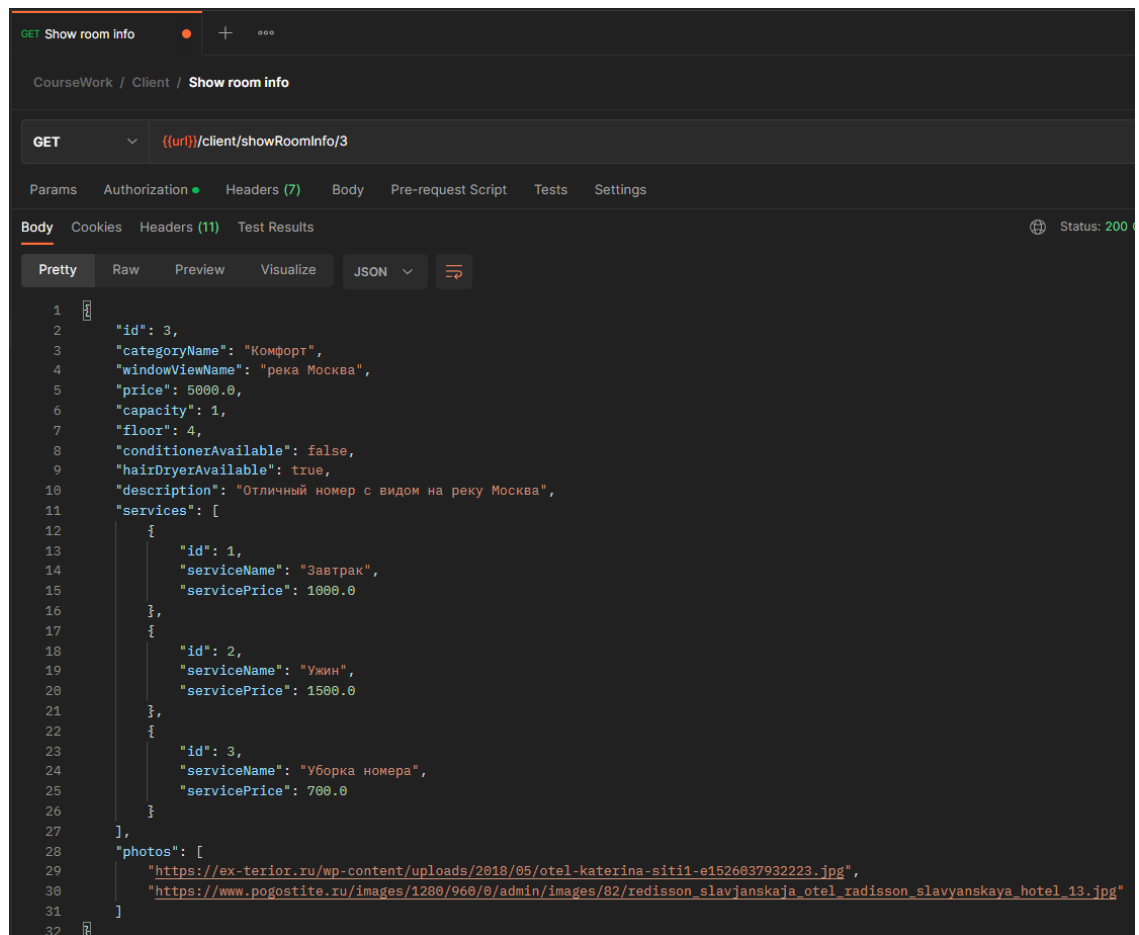 GET Show room info
CourseWork / Client / Show room info
GET {{url}}/client/showRoomInfo/3
Params Authorization Headers (7) Body Pre-request Script Tests Settings
Body Cookies Headers (11) Test Results Status: 200
Pretty Raw Preview Visualize JSON
1 {
2 "id": 3,
3 "categoryName": "Комфорт",
4 "windowViewName": "река Москва",
5 "price": 5000.0,
6 "capacity": 1,
7 "floor": 4,
8 "conditionerAvailable": false,
9 "hairDryerAvailable": true,
10 "description": "Отличный номер с видом на реку Москва",
11 "services": [
12 {
13 "id": 1,
14 "serviceName": "Завтрак",
15 "servicePrice": 1000.0
16 },
17 {
18 "id": 2,
19 "serviceName": "Ужин",
20 "servicePrice": 1500.0
21 },
22 {
23 "id": 3,
24 "serviceName": "Уборка номера",
25 "servicePrice": 700.0
26 }
27 ],
28 "photos": [
29 "https://ex-terior.ru/wp-content/uploads/2018/05/otel-katerina-siti1-e1526037932223.jpg",
30 "https://www.pogostite.ru/images/1280/960/0/admin/images/82/redisson_slavjanskaja_otel_radisson_slavyanskaya_hotel_13.jpg"
31 ]
32 }